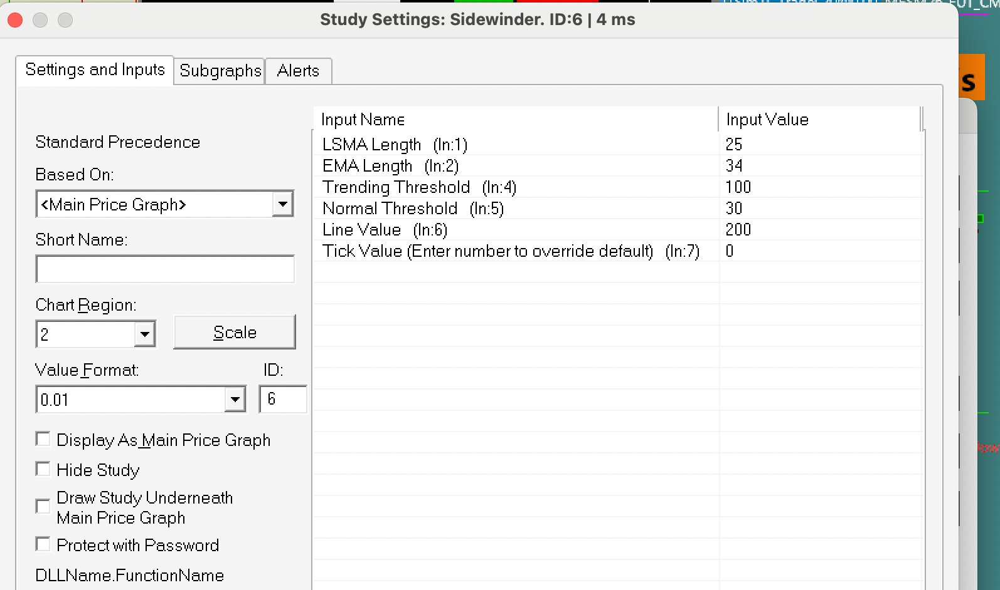 Study Settings: Sidewinder. ID:6 | 4 ms
Settings and Inputs
Subgraphs
Alerts
Standard Precedence
Based On:
<Main Price Graph>
Short Name:
Chart Region:
2
Scale
Value Format:
ID:
0.01
6
Display As Main Price Graph
Hide Study
Draw Study Underneath
Main Price Graph
Protect with Password
DLLName.FunctionName
Input Name
Input Value
LSMA Length (In:1)
25
EMA Length (In:2)
34
Trending Threshold (In:4)
100
Normal Threshold (In:5)
30
Line Value (In:6)
200
Tick Value (Enter number to override default) (In:7)
0